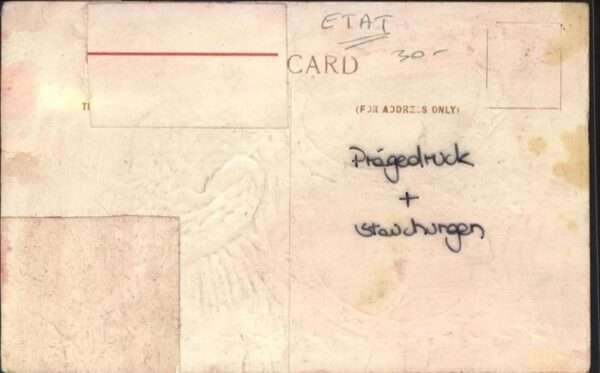 ETAT
30-
CARD
(FOR ADDRESS ONLY)
Prägedruck
+
Stauchungen